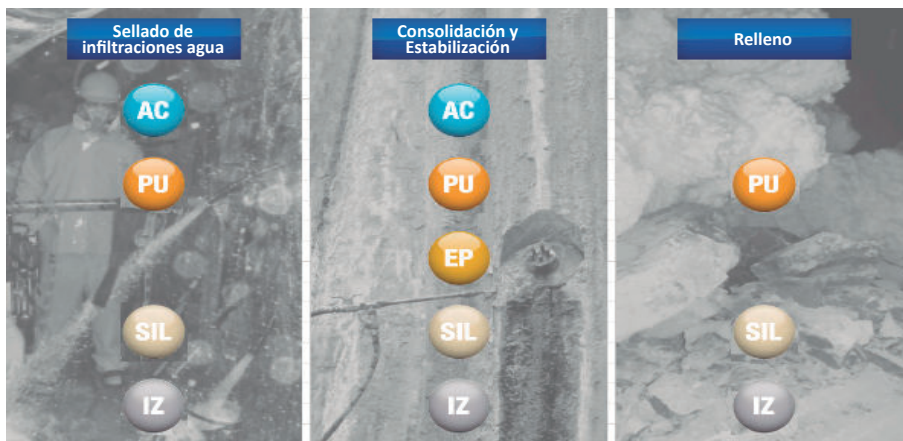 Sellado de
infiltraciones agua
AC
PU
SIL
IZ
Consolidación y
Estabilización
AC
PU
EP
SIL
IZ
Relleno
PU
SIL
IZ